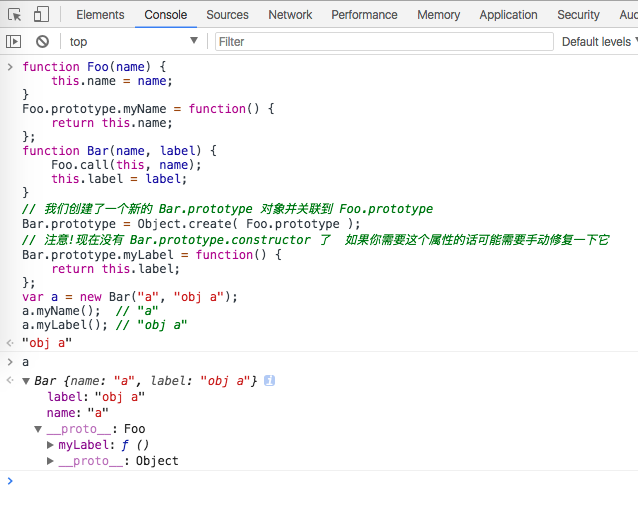 Elements Console Sources Network Performance Memory Application Security Aud
top Filter Default levels
function Foo(name) {
    this.name = name;
}
Foo.prototype.myName = function() {
    return this.name;
};
function Bar(name, label) {
    Foo.call(this, name);
    this.label = label;
}
// 我们创建了一个新的 Bar.prototype 对象并关联到 Foo.prototype
Bar.prototype = Object.create( Foo.prototype );
// 注意!现在没有 Bar.prototype.constructor 了  如果你需要这个属性的话可能需要手动修复一下它
Bar.prototype.myLabel = function() {
    return this.label;
};
var a = new Bar("a", "obj a");
a.myName();  // "a"
a.myLabel(); // "obj a"
"obj a"
a
Bar {name: "a", label: "obj a"} i
label: "obj a"
name: "a"
__proto__: Foo
myLabel: ƒ ()
__proto__: Object